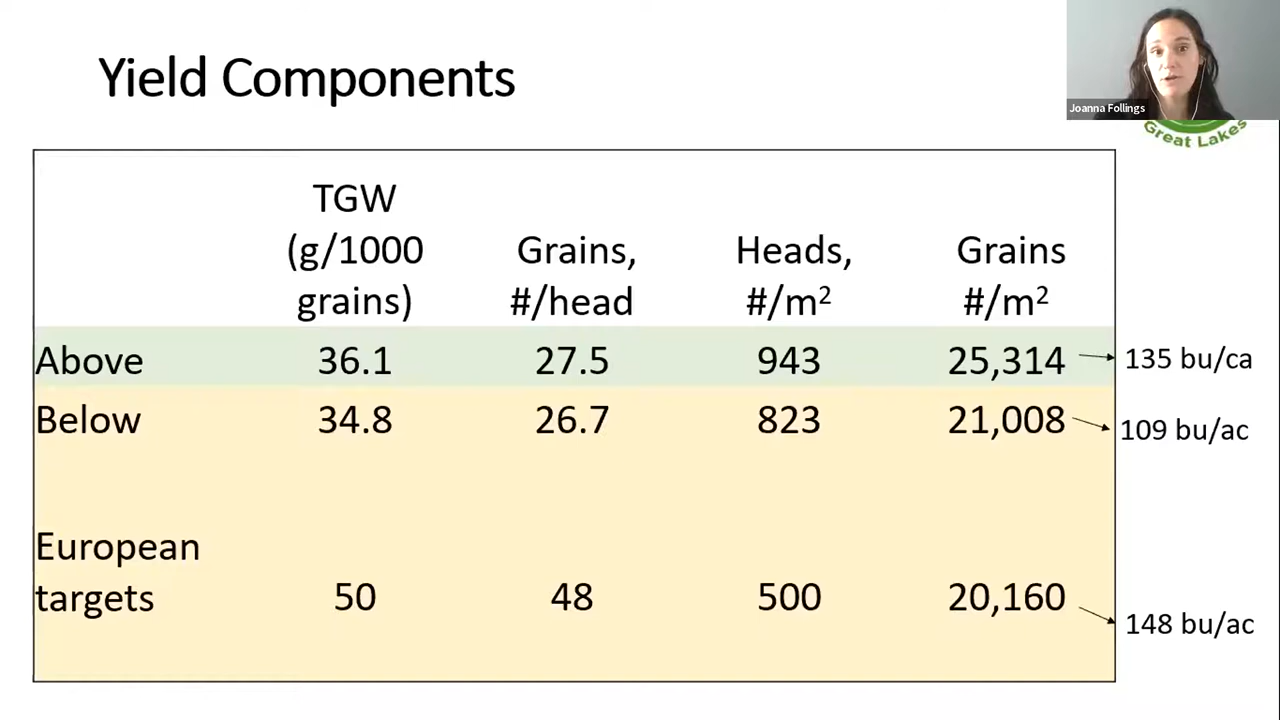 Yield Components
Joanna Follings
Great Lakes
TGW
(g/1000
grains)
Grains,
#/head
Heads,
#/m²
Grains
#/m²
Above 36.1 27.5 943 25,314 135 bu/ca
Below 34.8 26.7 823 21,008 109 bu/ac
European
targets 50 48 500 20,160 148 bu/ac